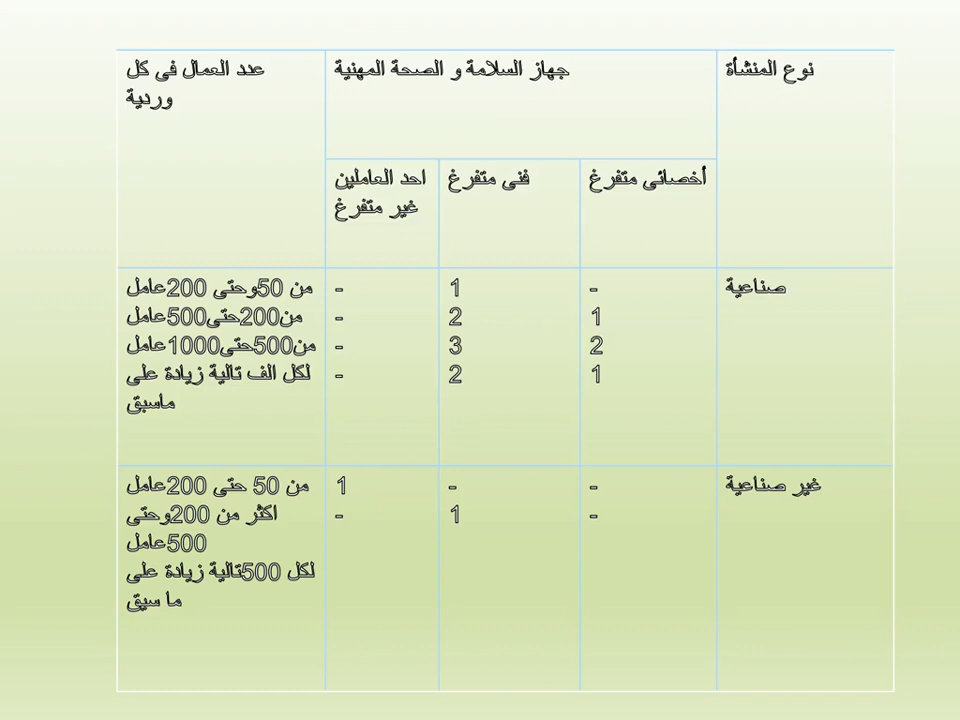 نوع المنشأة
جهاز السلامة و الصحة المهنية
عدد العمال فى كل
وردية
أخصائى متفرغ
فنى متفرغ
احد العاملين
غير متفرغ
صناعية
-
1
2
1
1
2
3
2
-
-
-
-
من 50وحتى 200عامل
من200حتى500عامل
من500حتى1000عامل
لكل الف تالية زيادة على
ماسبق
غير صناعية
-
-
-
1
1
-
من 50 حتى 200عامل
اكثر من 200وحتى
500عامل
لكل 500تالية زيادة على
ما سبق